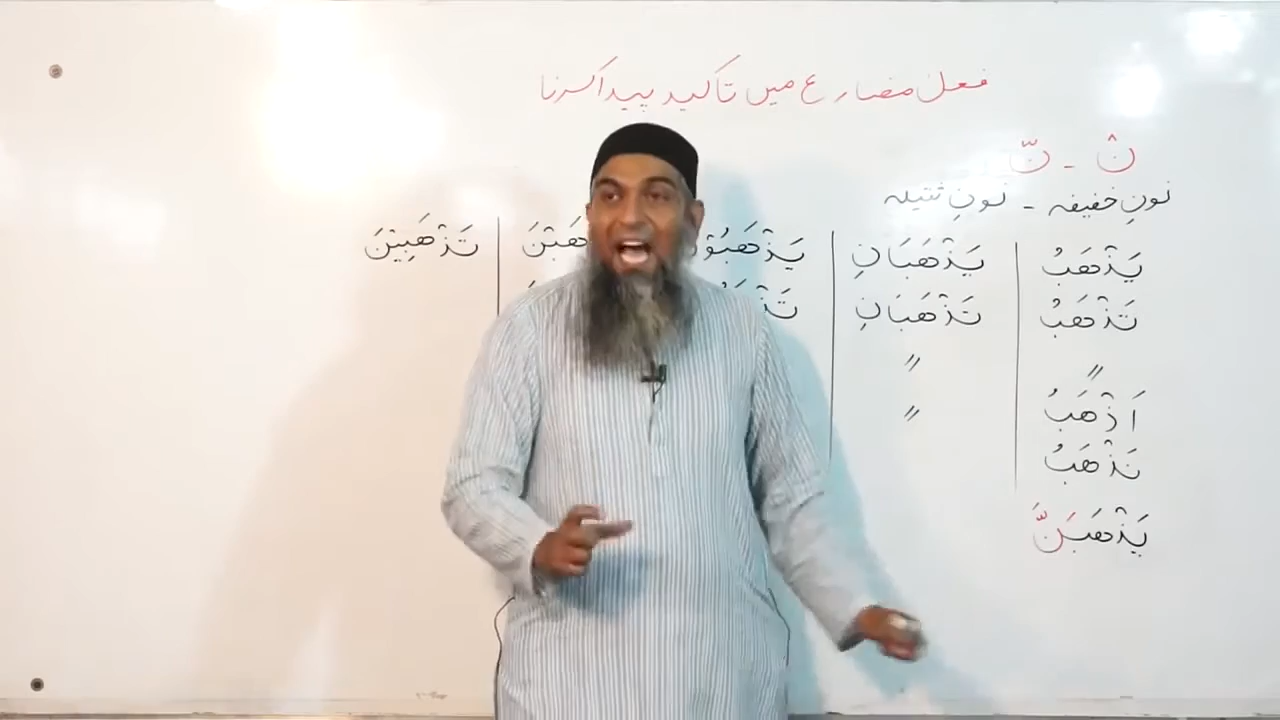 فعل مضارع میں تاکید پیدا کرنا
نْ - نّ
نونِ خفیفہ - نونِ ثقیلہ
یَذْهَبُ یَذْهَبَانِ یَذْهَبُوْ هَبْنَ تَذْهَبِیْنَ
تَذْهَبُ تَذْهَبَانِ تَذْ
〃 〃
اَذْهَبُ 〃
نَذْهَبُ
یَذْهَبَنَّ